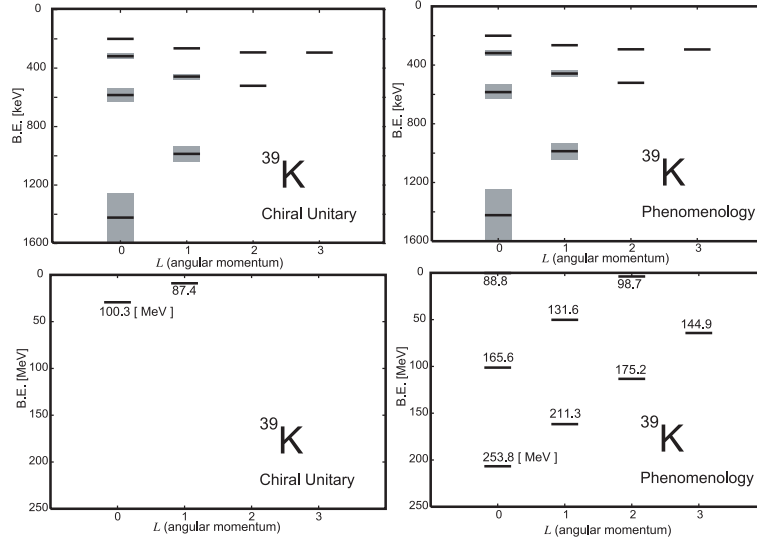 0
400
800
1200
1600
B.E. [keV]
39K
Chiral Unitary
0 1 2 3
L (angular momentum)
0
400
800
1200
1600
B.E. [keV]
39K
Phenomenology
0 1 2 3
L (angular momentum)
0
50
100
150
200
250
B.E. [MeV]
87.4
100.3 [ MeV ]
39K
Chiral Unitary
0 1 2 3
L (angular momentum)
0
50
100
150
200
250
B.E. [MeV]
88.8
98.7
131.6
144.9
165.6
175.2
211.3
253.8 [ MeV ]
39K
Phenomenology
0 1 2 3
L (angular momentum)